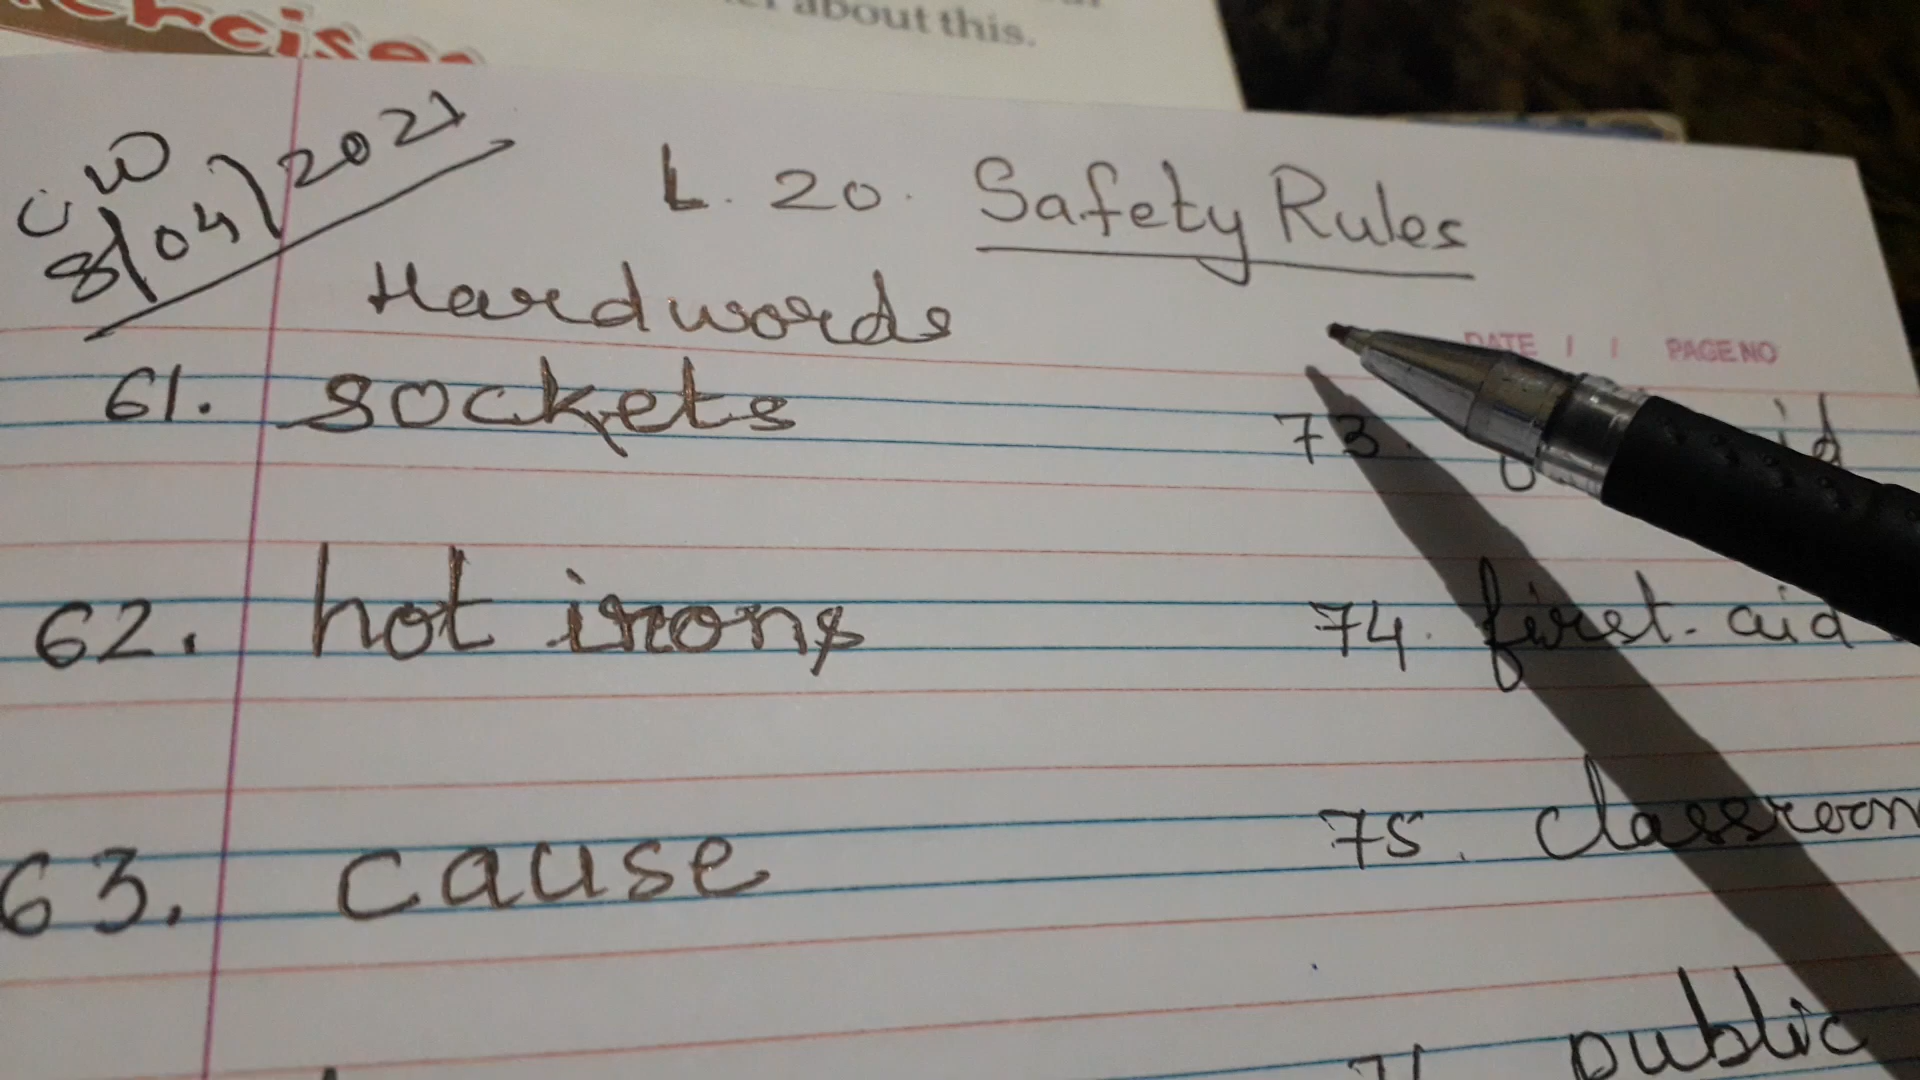 about this.
CW
8/04/2021
L. 20. Safety Rules
Hardwords
DATE / / PAGE NO
61. sockets
73.
62. hot irons
74. first-aid
63. cause
75. classroom
public